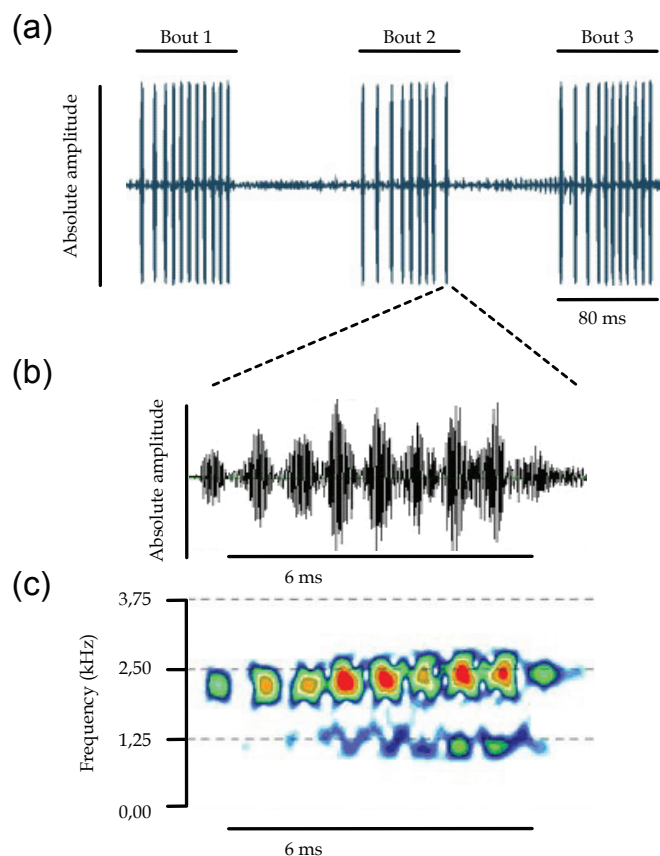 (a)
Bout 1 Bout 2 Bout 3
Absolute amplitude
80 ms
(b)
Absolute amplitude
6 ms
(c)
Frequency (kHz)
3,75
2,50
1,25
0,00
6 ms